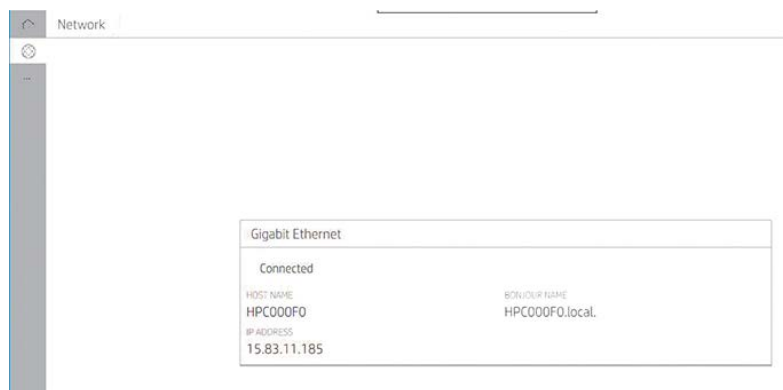 Network
Gigabit Ethernet
Connected
HOST NAME
BONJOUR NAME
HPC000F0
HPC000F0.local.
IP ADDRESS
15.83.11.185